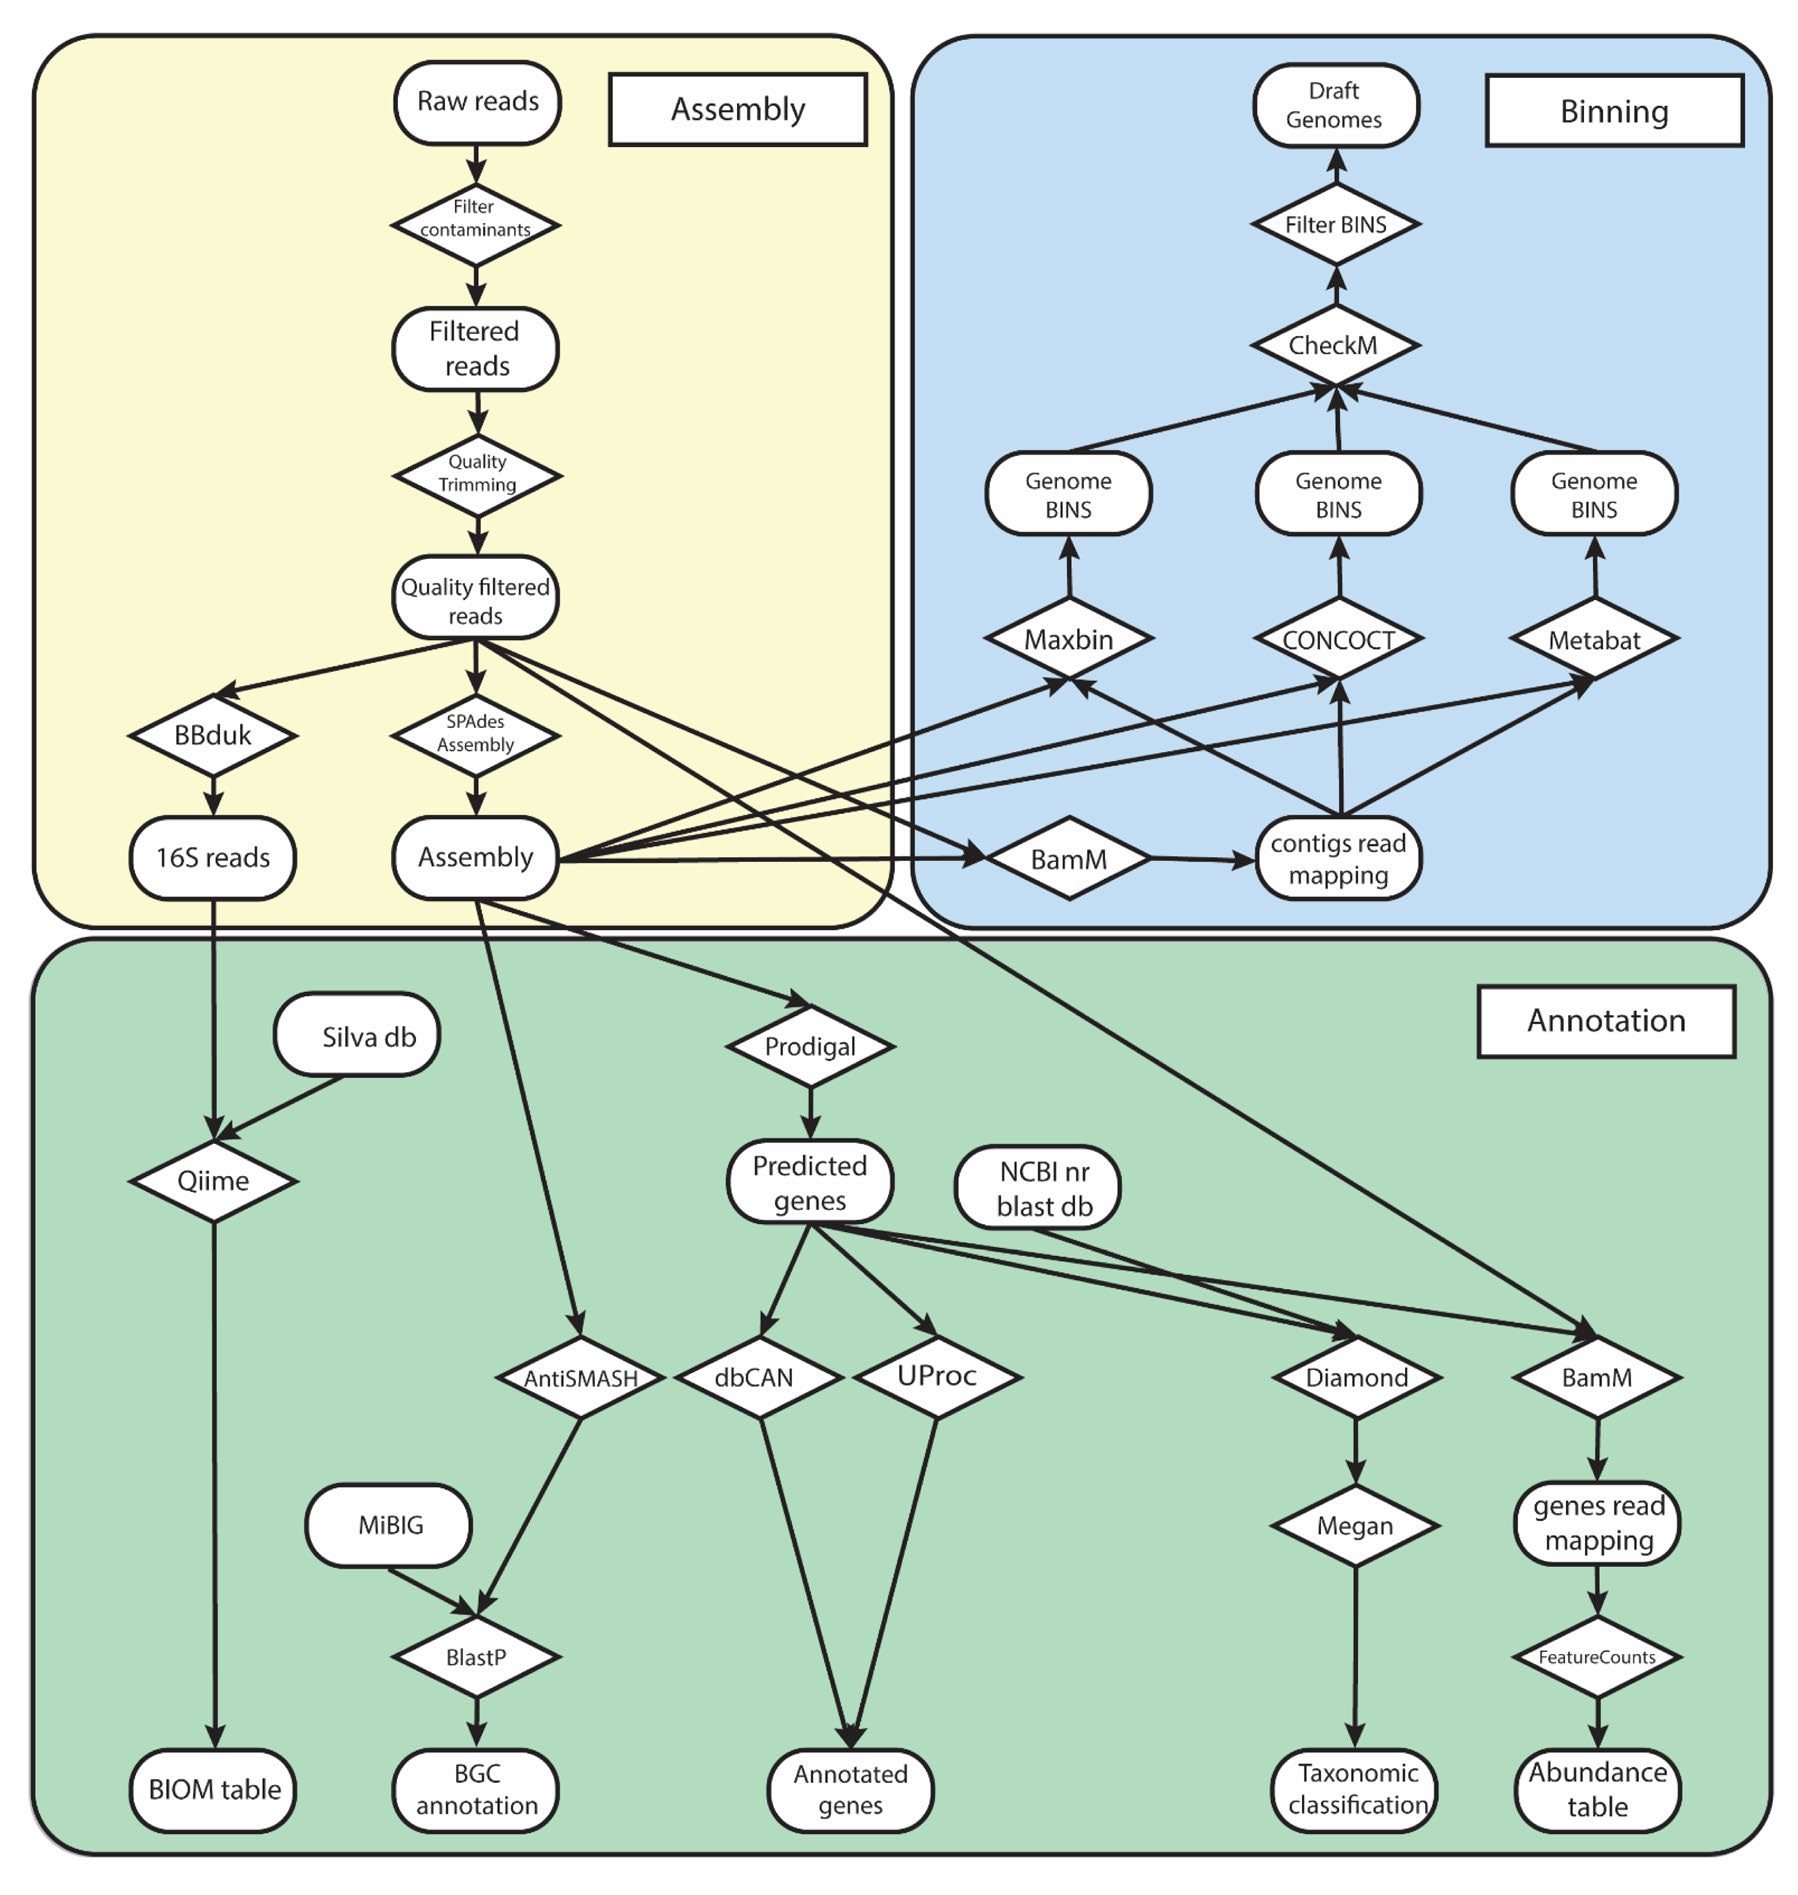 Raw reads
Assembly
Filter
contaminants
Filtered
reads
Quality
Trimming
Quality filtered
reads
BBduk
SPAdes
Assembly
16S reads
Assembly
Binning
Draft
Genomes
Filter BINS
CheckM
Genome
BINS
Genome
BINS
Genome
BINS
Maxbin
CONCOCT
Metabat
BamM
contigs read
mapping
Annotation
Silva db
Prodigal
Qiime
Predicted
genes
NCBI nr
blast db
AntiSMASH
dbCAN
UProc
Diamond
BamM
MiBIG
Megan
genes read
mapping
BlastP
FeatureCounts
BIOM table
BGC
annotation
Annotated
genes
Taxonomic
classification
Abundance
table